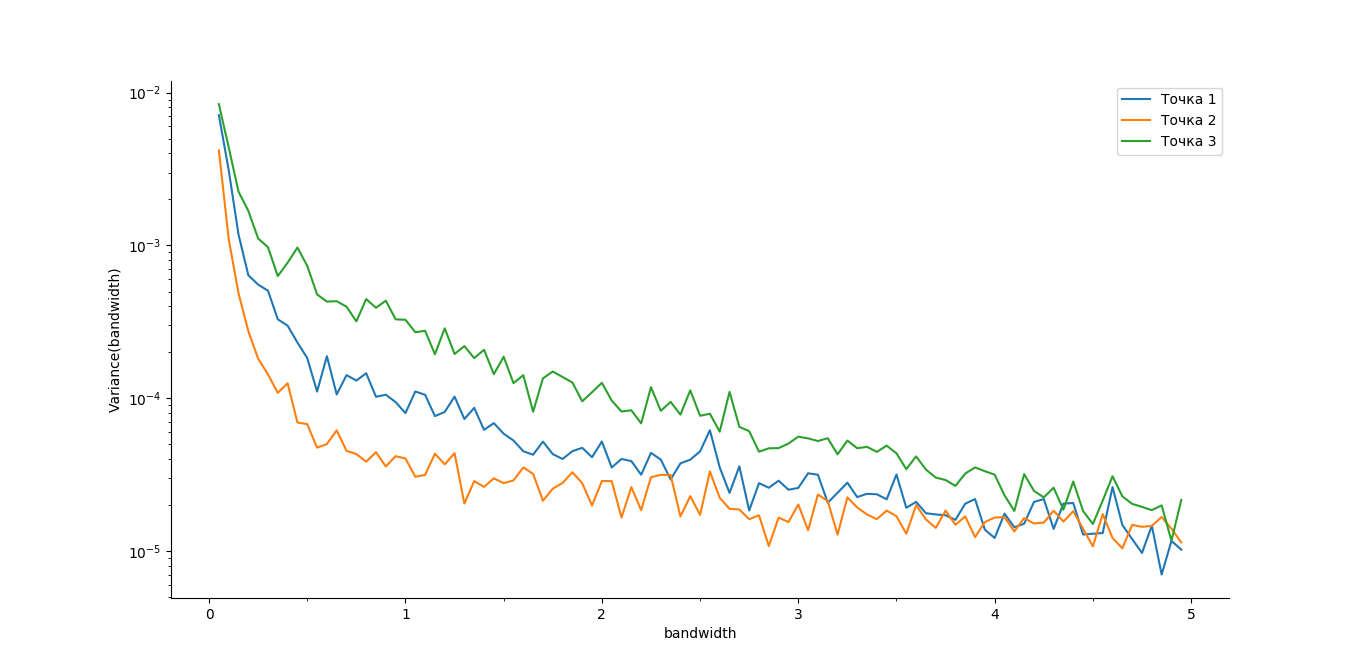 Точка 1
Точка 2
Точка 3
Variance(bandwidth)
10⁻²
10⁻³
10⁻⁴
10⁻⁵
0 1 2 3 4 5
bandwidth